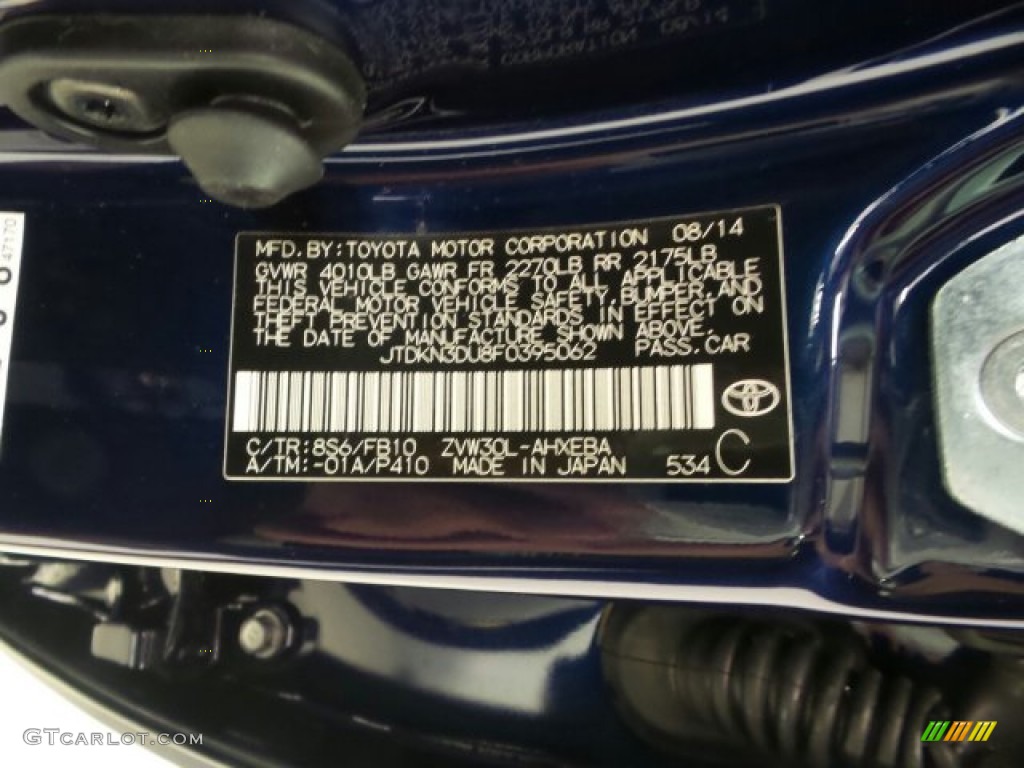 47170
MFD. BY: TOYOTA MOTOR CORPORATION 08/14
GVWR 4010LB GAWR FR 2270LB RR 2175LB
THIS VEHICLE CONFORMS TO ALL APPLICABLE
FEDERAL MOTOR VEHICLE SAFETY, BUMPER, AND
THEFT PREVENTION STANDARDS IN EFFECT ON
THE DATE OF MANUFACTURE SHOWN ABOVE.
JTDKN3DU8F0395062 PASS. CAR
C/TR: 8S6/FB10 ZVW30L-AHXEBA
A/TM: -01A/P410 MADE IN JAPAN 534 C
GTCarLot.com